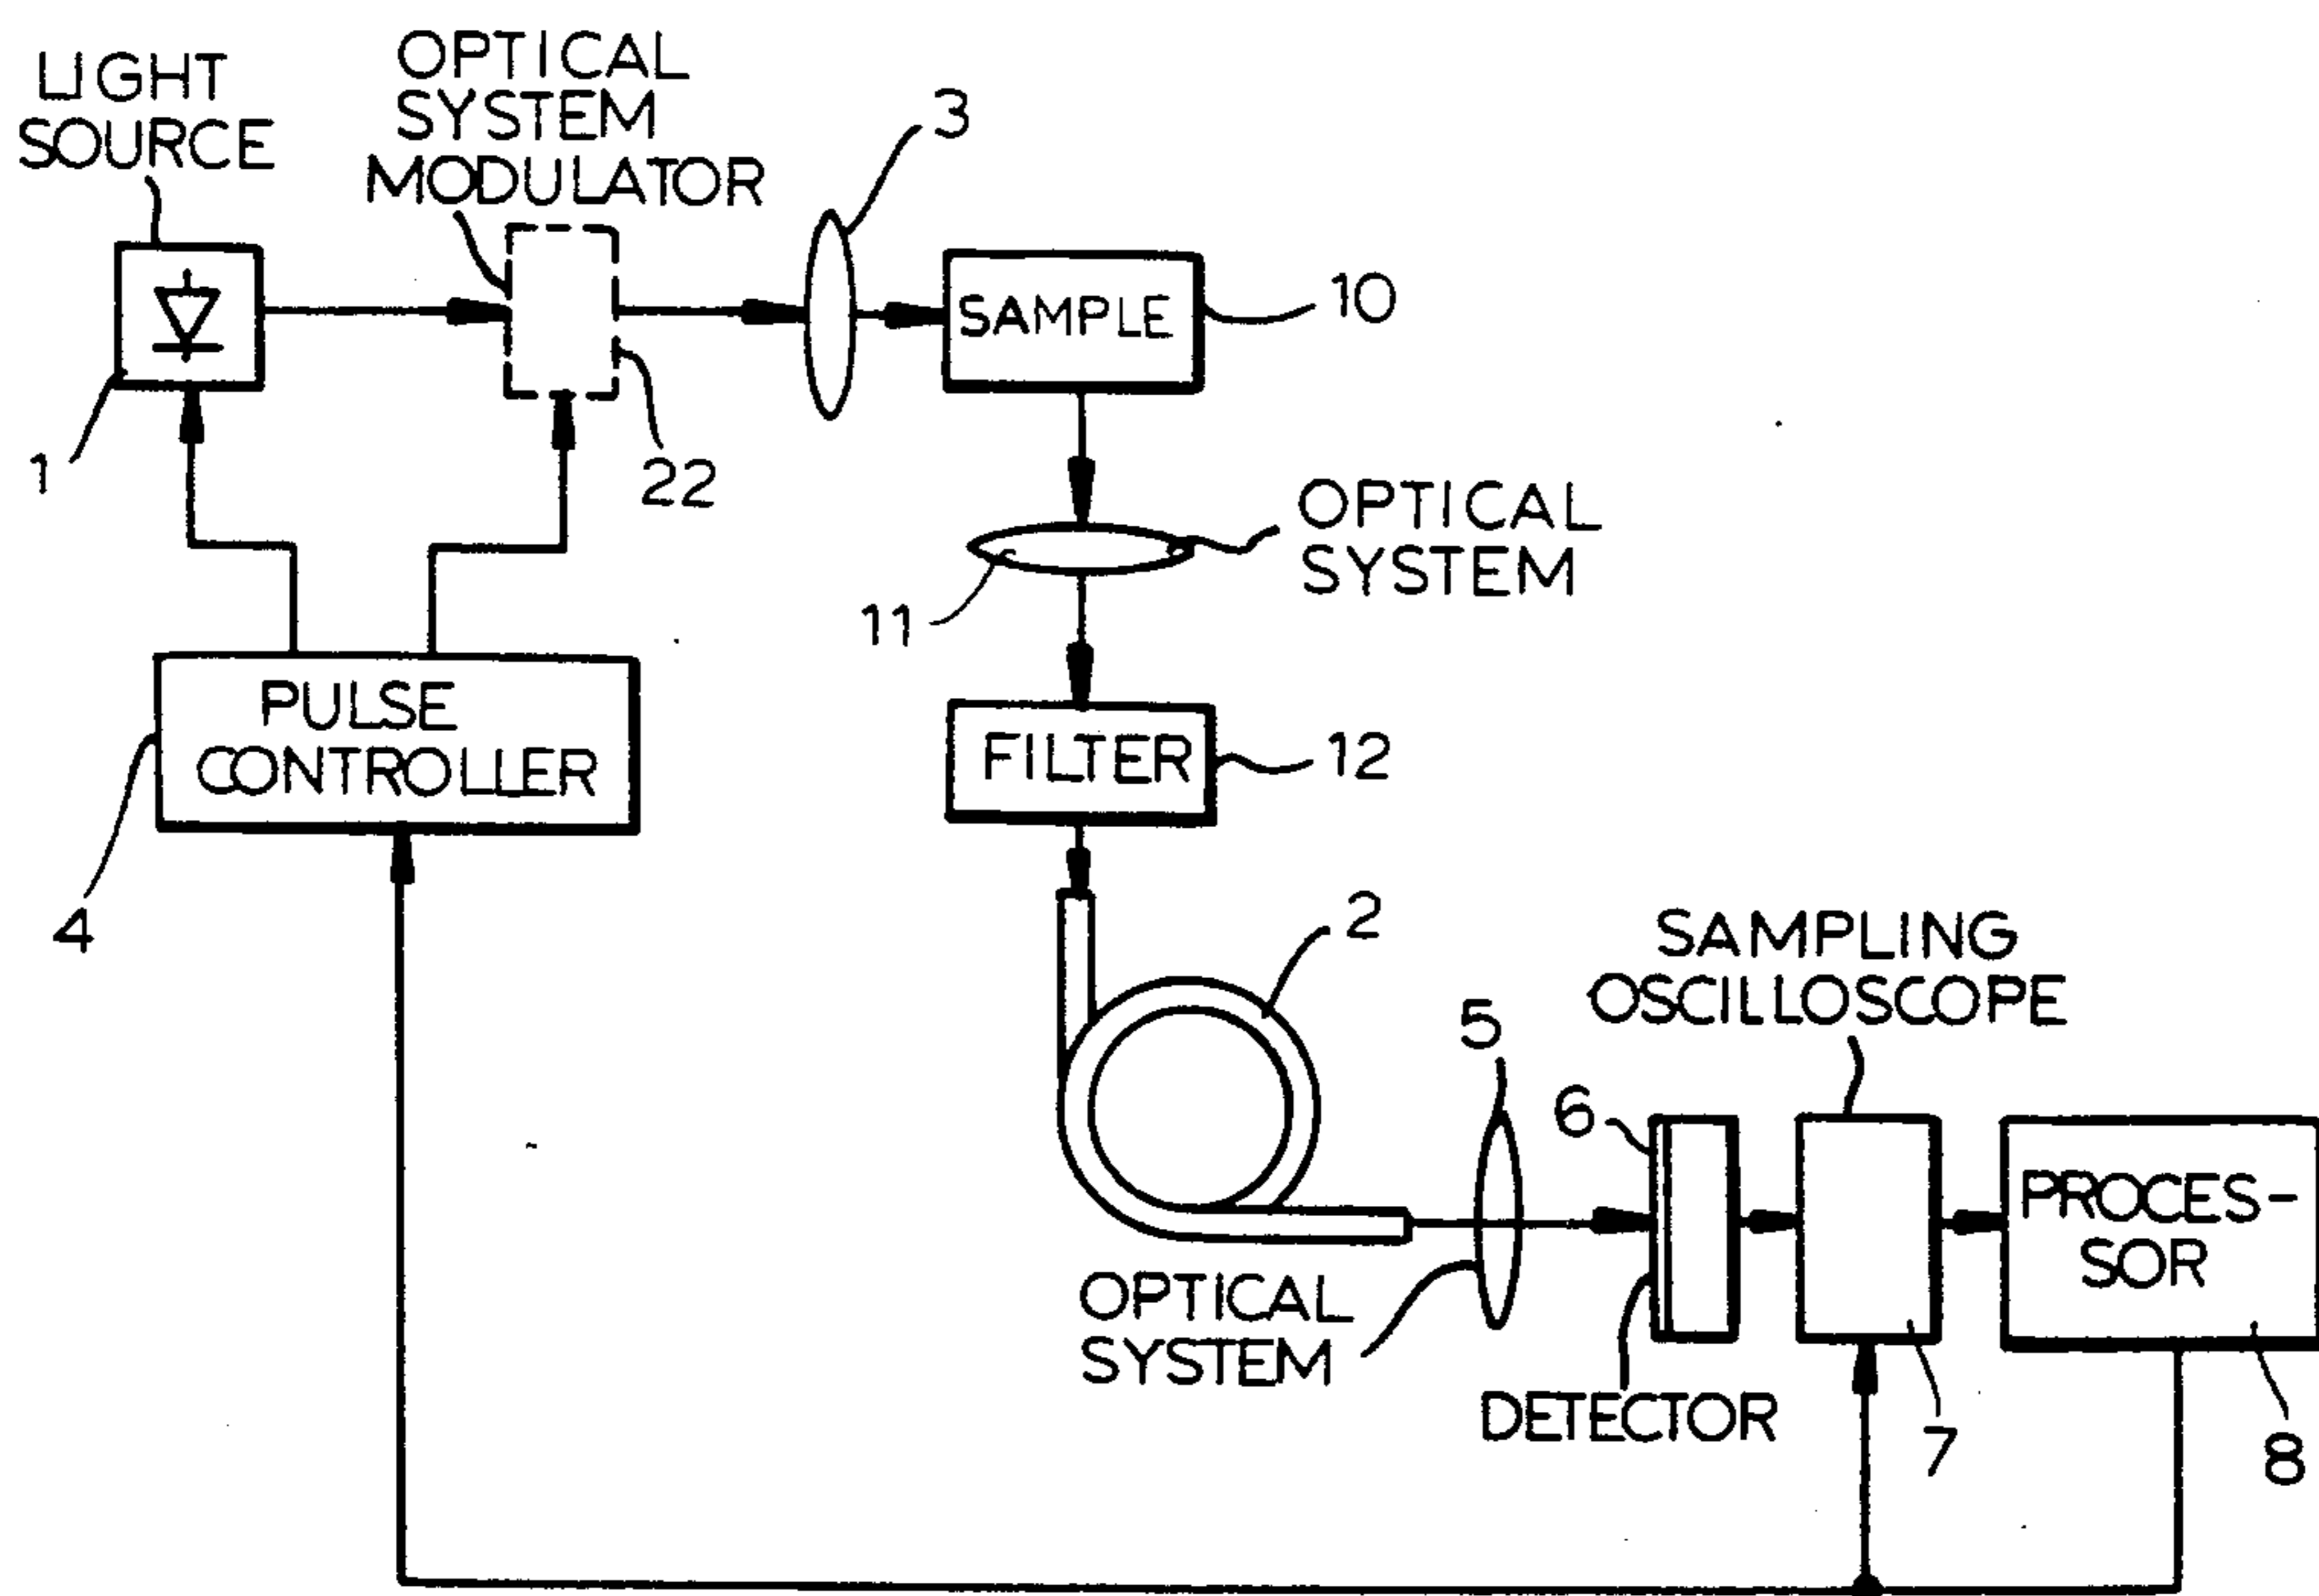 LIGHT
SOURCE
OPTICAL
SYSTEM
MODULATOR
3
SAMPLE
10
1
22
OPTICAL
SYSTEM
11
PULSE
CONTROLLER
FILTER
12
4
2
SAMPLING
OSCILLOSCOPE
5
6
PROCES-
SOR
OPTICAL
SYSTEM
DETECTOR
7
8